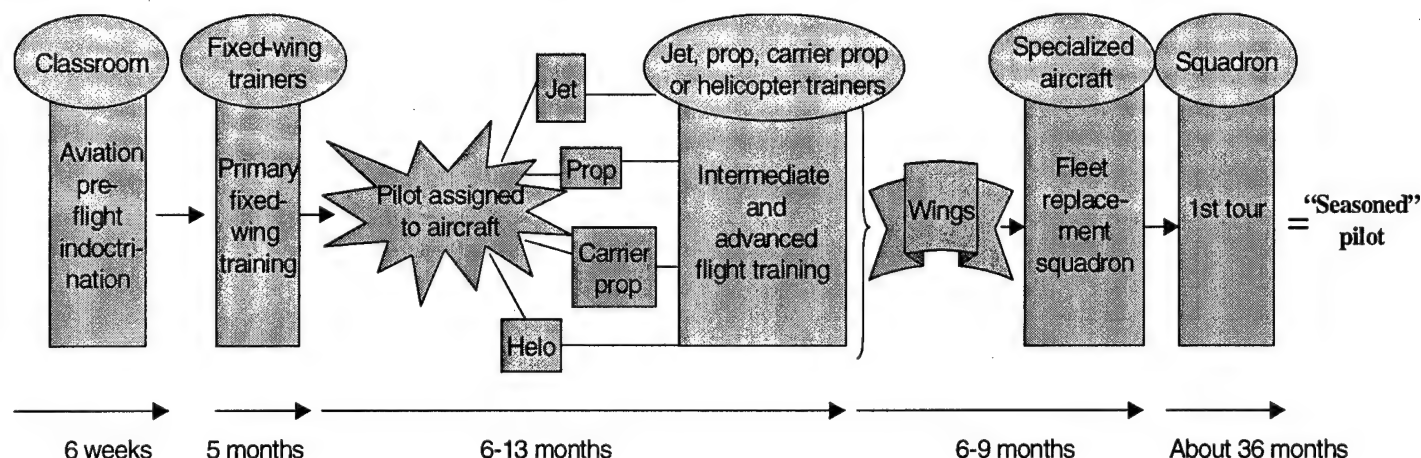 Classroom
Aviation
pre-
flight
indoctri-
nation
Fixed-wing
trainers
Primary
fixed-
wing
training
Pilot assigned
to aircraft
Jet
Prop
Carrier
prop
Helo
Jet, prop, carrier prop
or helicopter trainers
Intermediate
and
advanced
flight training
Wings
Specialized
aircraft
Fleet
replace-
ment
squadron
Squadron
1st tour
= “Seasoned”
pilot
6 weeks
5 months
6-13 months
6-9 months
About 36 months